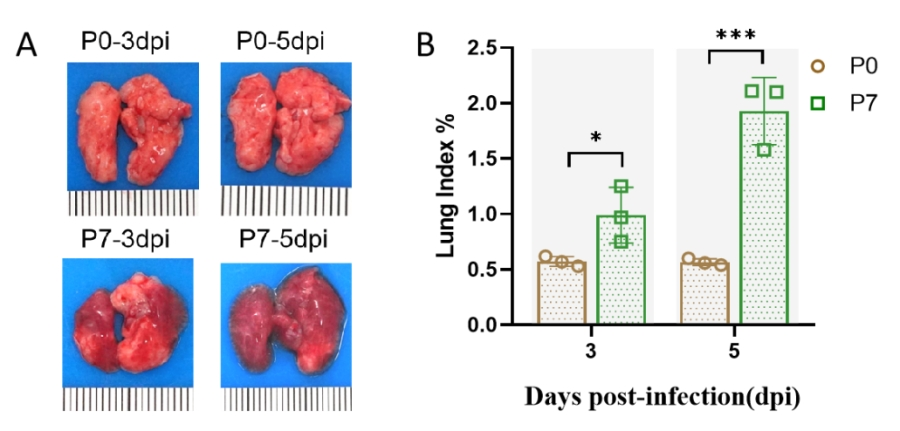 A
P0-3dpi
P0-5dpi
P7-3dpi
P7-5dpi
B
Lung Index %
2.5
2.0
1.5
1.0
0.5
0.0
*
***
P0
P7
3
5
Days post-infection(dpi)